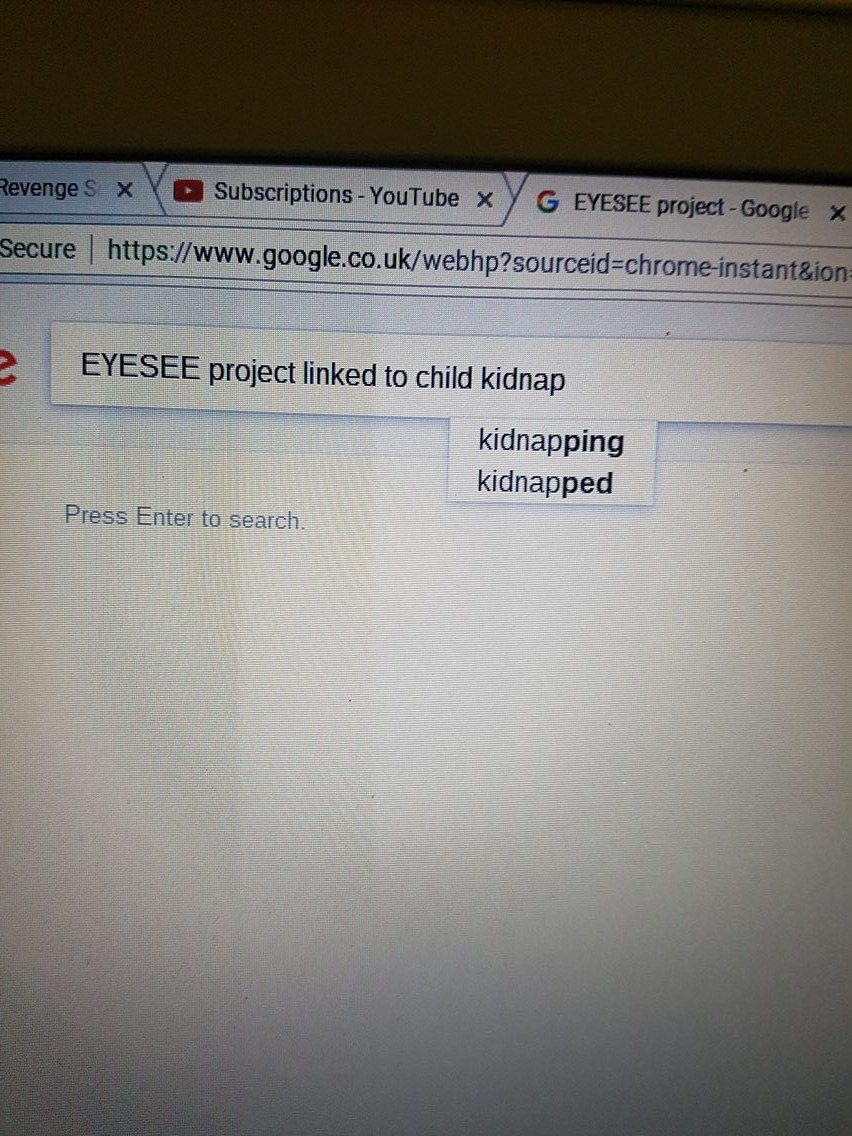 Revenge S
Subscriptions - YouTube
EYESEE project - Google
Secure
https://www.google.co.uk/webhp?sourceid=chrome-instant&ion=
e
EYESEE project linked to child kidnap
kidnapping
kidnapped
Press Enter to search.